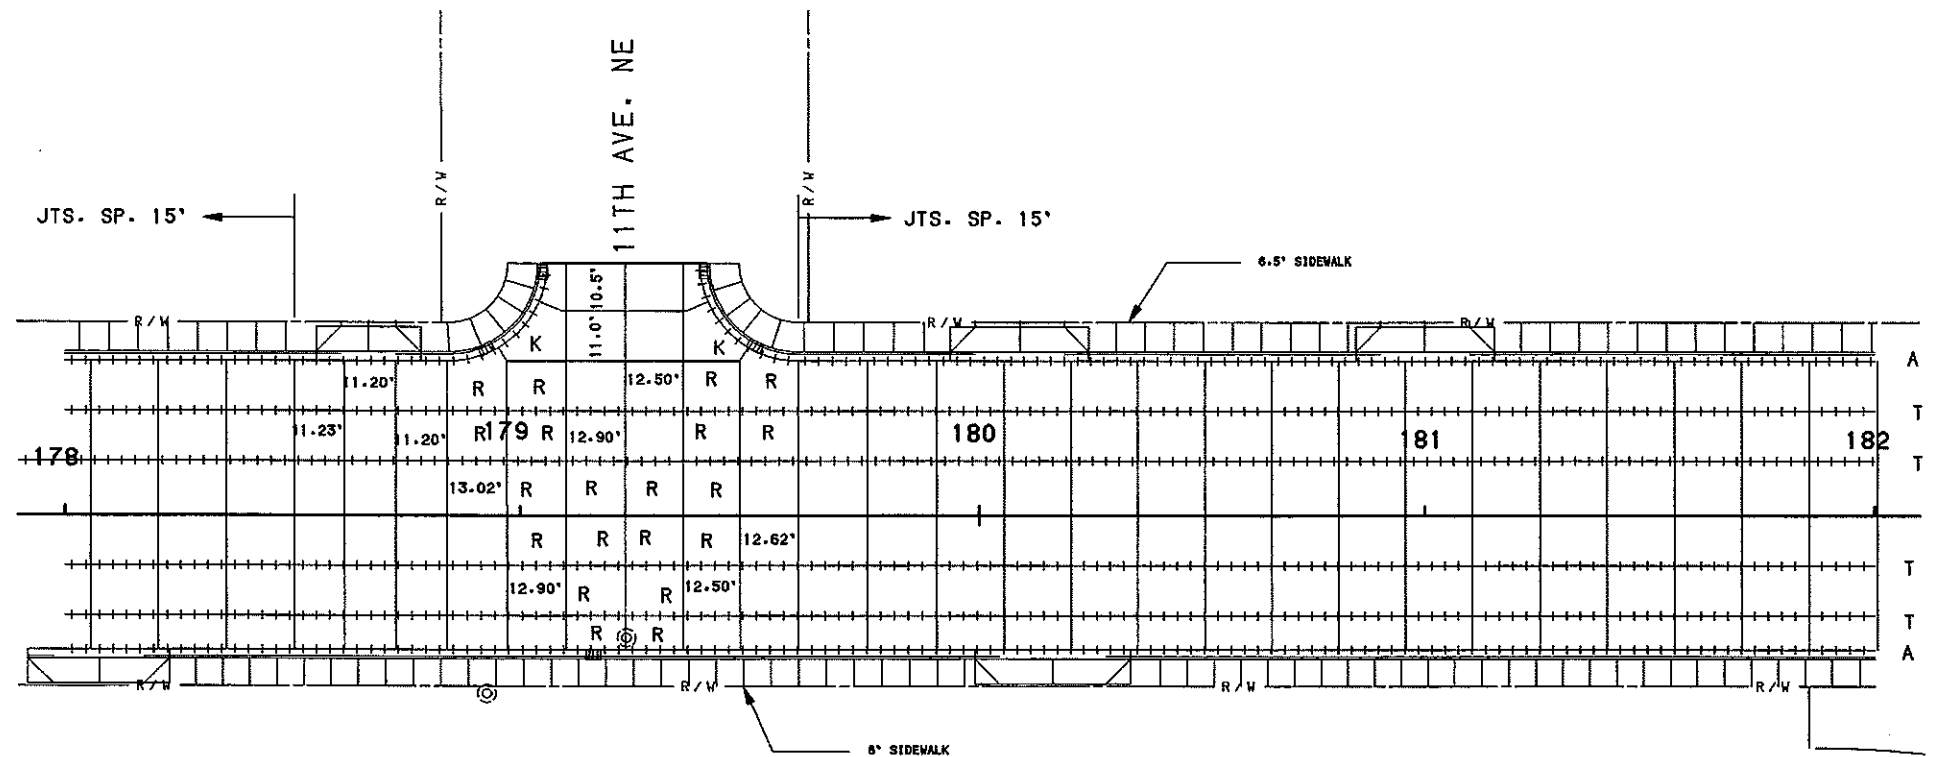 11TH AVE. NE
R/W
R/W
JTS. SP. 15'
JTS. SP. 15'
6.5' SIDEWALK
10.5'
11.0'
R/W
R/W
R/W
K
K
A
11.20'
R
R
12.50'
R
R
T
11.23'
11.20'
R
179
R
12.90'
R
R
180
181
182
178
T
13.02'
R
R
R
R
R
R
R
R
12.62'
T
12.90'
R
R
12.50'
R
R
T
A
R/W
R/W
R/W
R/W
6' SIDEWALK